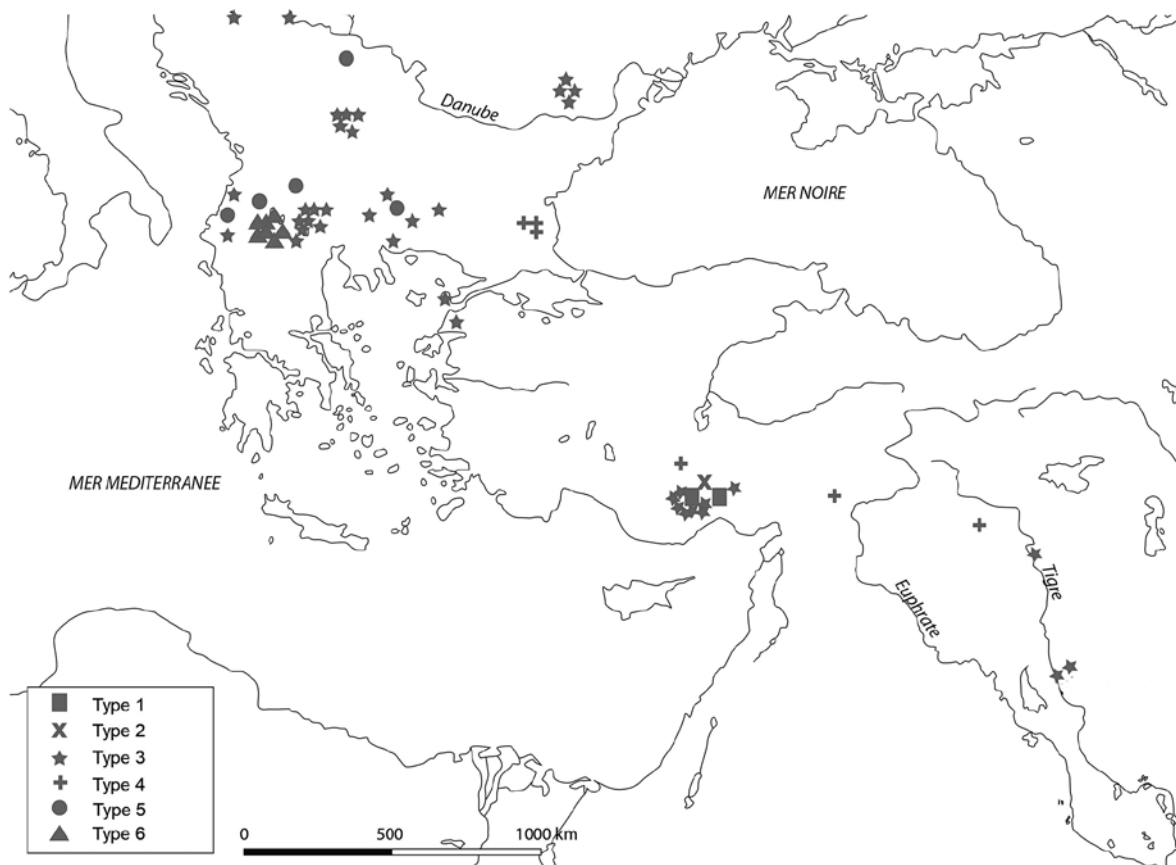 Danube
MER NOIRE
MER MEDITERRANEE
Tigre
Euphrate
Type 1
Type 2
Type 3
Type 4
Type 5
Type 6
0 500 1000 km